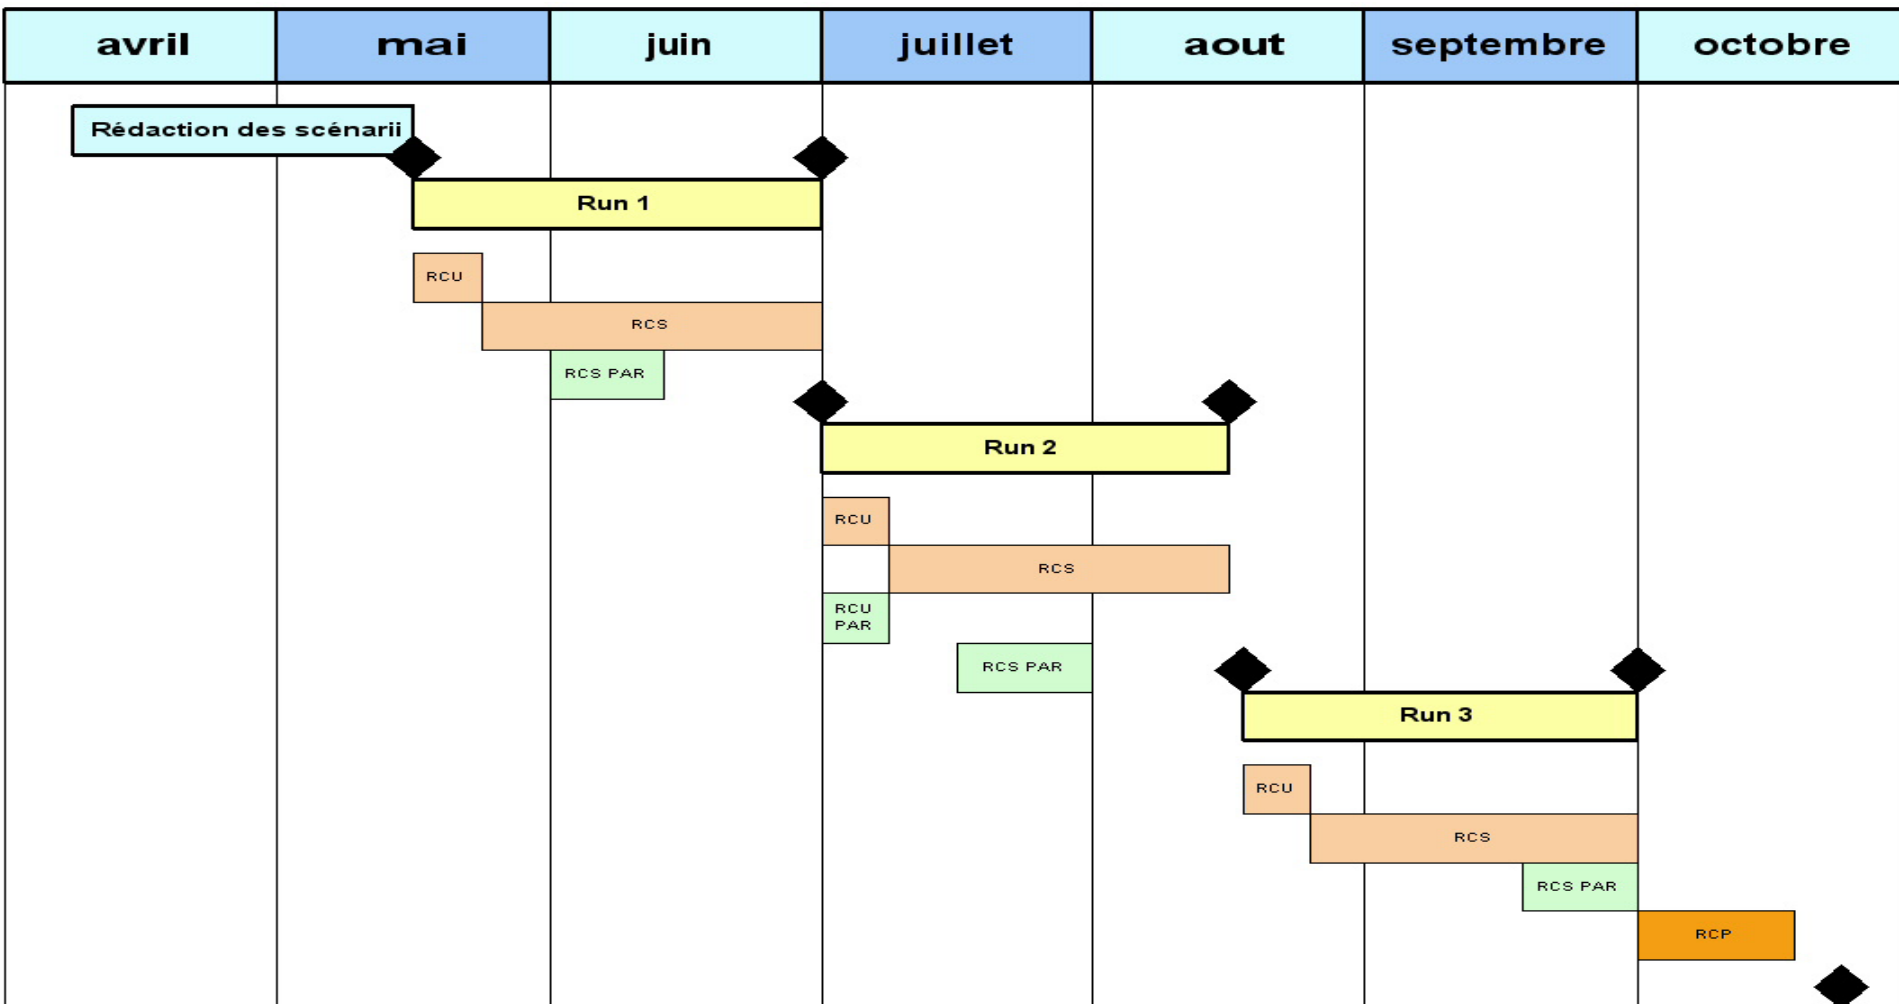 avril mai juin juillet aout septembre octobre
Rédaction des scénarii
Run 1
RCU
RCS
RCS PAR
Run 2
RCU
RCS
RCU
PAR
RCS PAR
Run 3
RCU
RCS
RCS PAR
RCP